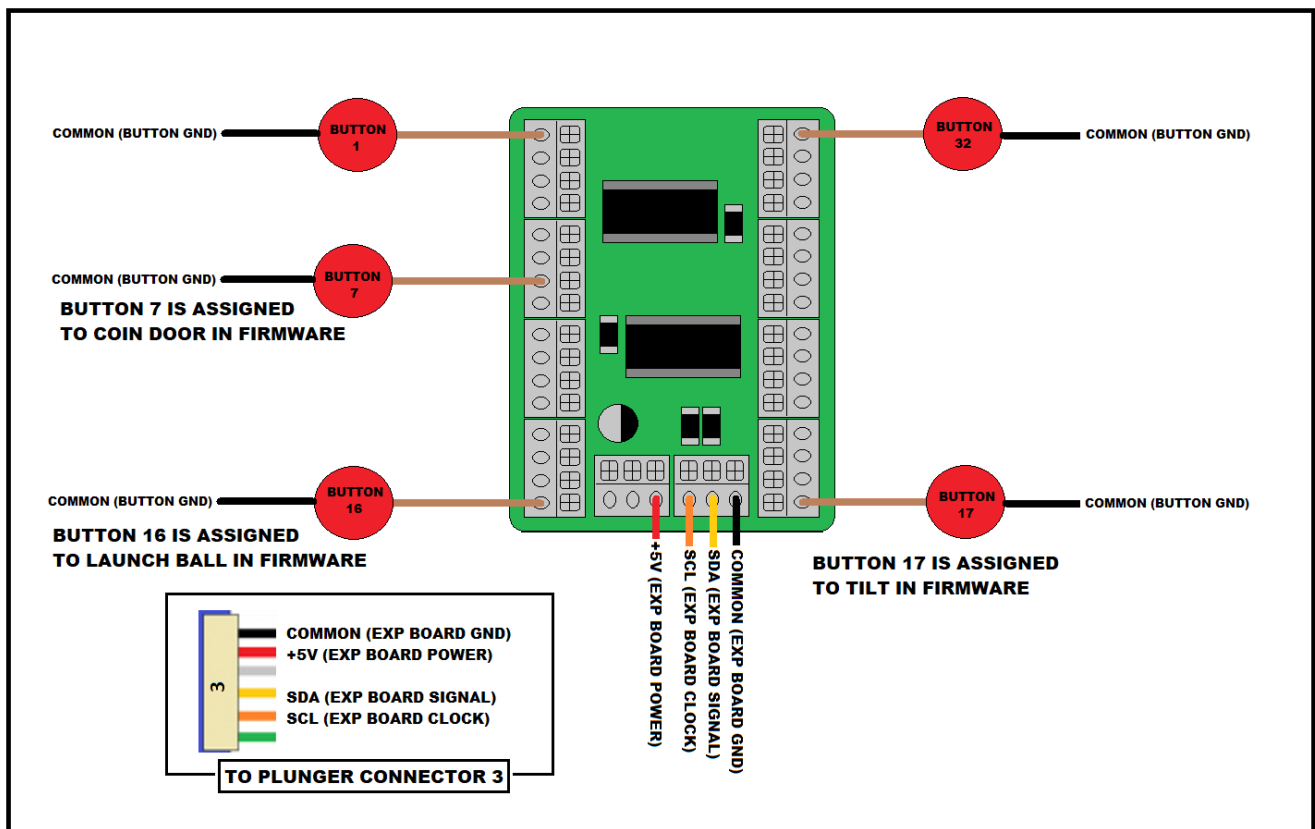 COMMON (BUTTON GND)
BUTTON
1
BUTTON
32
COMMON (BUTTON GND)
COMMON (BUTTON GND)
BUTTON
7
BUTTON 7 IS ASSIGNED
TO COIN DOOR IN FIRMWARE
COMMON (BUTTON GND)
BUTTON
16
BUTTON
17
COMMON (BUTTON GND)
BUTTON 16 IS ASSIGNED
TO LAUNCH BALL IN FIRMWARE
BUTTON 17 IS ASSIGNED
TO TILT IN FIRMWARE
+5V (EXP BOARD POWER)
SCL (EXP BOARD CLOCK)
SDA (EXP BOARD SIGNAL)
COMMON (EXP BOARD GND)
3
COMMON (EXP BOARD GND)
+5V (EXP BOARD POWER)
SDA (EXP BOARD SIGNAL)
SCL (EXP BOARD CLOCK)
TO PLUNGER CONNECTOR 3